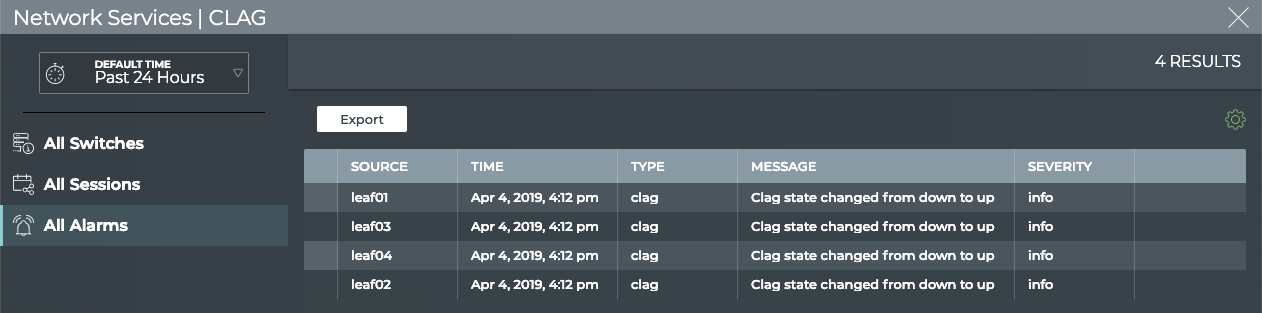 Network Services | CLAG
DEFAULT TIME
Past 24 Hours
4 RESULTS
All Switches
All Sessions
All Alarms
Export
SOURCE TIME TYPE MESSAGE SEVERITY
leaf01 Apr 4, 2019, 4:12 pm clag Clag state changed from down to up info
leaf03 Apr 4, 2019, 4:12 pm clag Clag state changed from down to up info
leaf04 Apr 4, 2019, 4:12 pm clag Clag state changed from down to up info
leaf02 Apr 4, 2019, 4:12 pm clag Clag state changed from down to up info